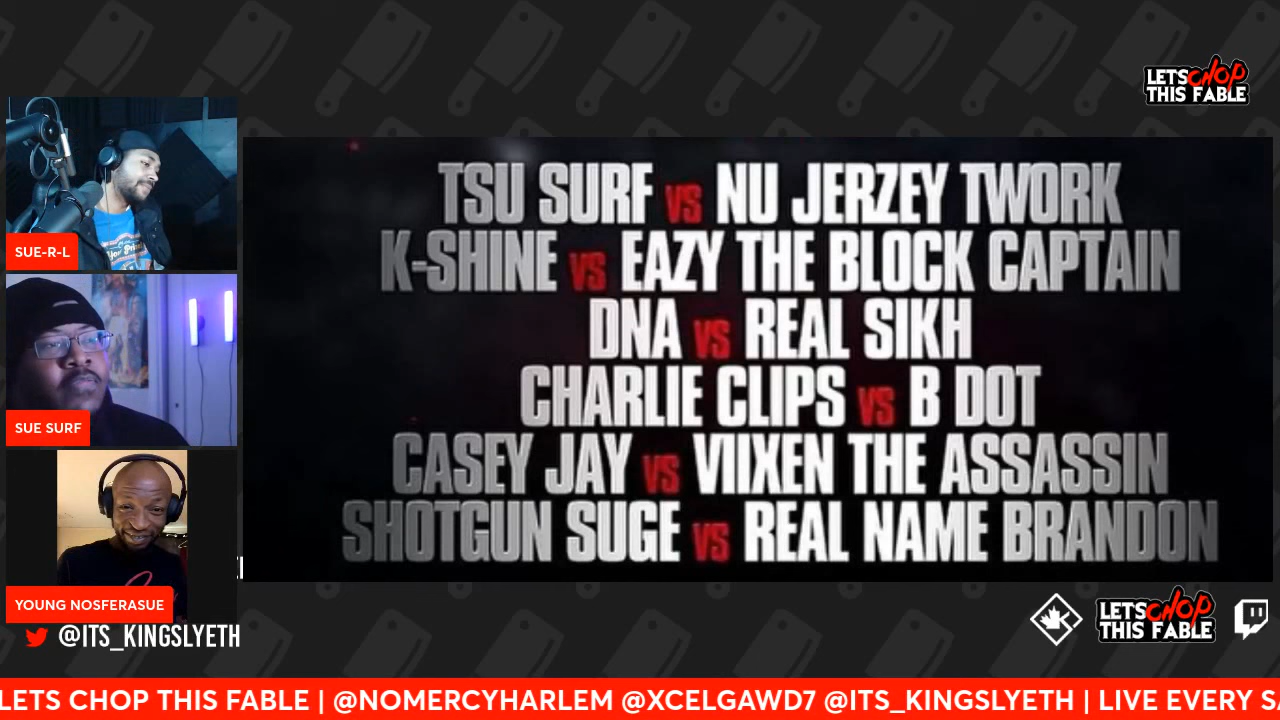 LETS CHOP
THIS FABLE
SUE-R-L
SUE SURF
YOUNG NOSFERASUE
@ITS_KINGSLYETH
TSU SURF VS NU JERZEY TWORK
K-SHINE VS EAZY THE BLOCK CAPTAIN
DNA VS REAL SIKH
CHARLIE CLIPS VS B DOT
CASEY JAY VS VIIXEN THE ASSASSIN
SHOTGUN SUGE VS REAL NAME BRANDON
LETS CHOP
THIS FABLE
LETS CHOP THIS FABLE | @NOMERCYHARLEM @XCELGAWD7 @ITS_KINGSLYETH | LIVE EVERY